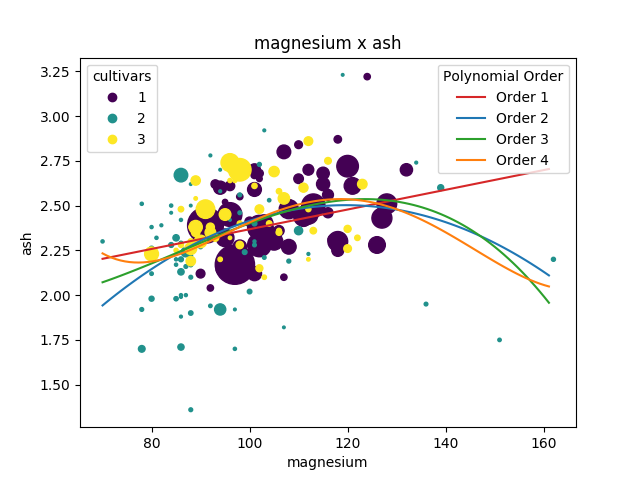 magnesium x ash
cultivars
1
2
3
Polynomial Order
Order 1
Order 2
Order 3
Order 4
3.25
3.00
2.75
2.50
2.25
2.00
1.75
1.50
ash
80
100
120
140
160
magnesium